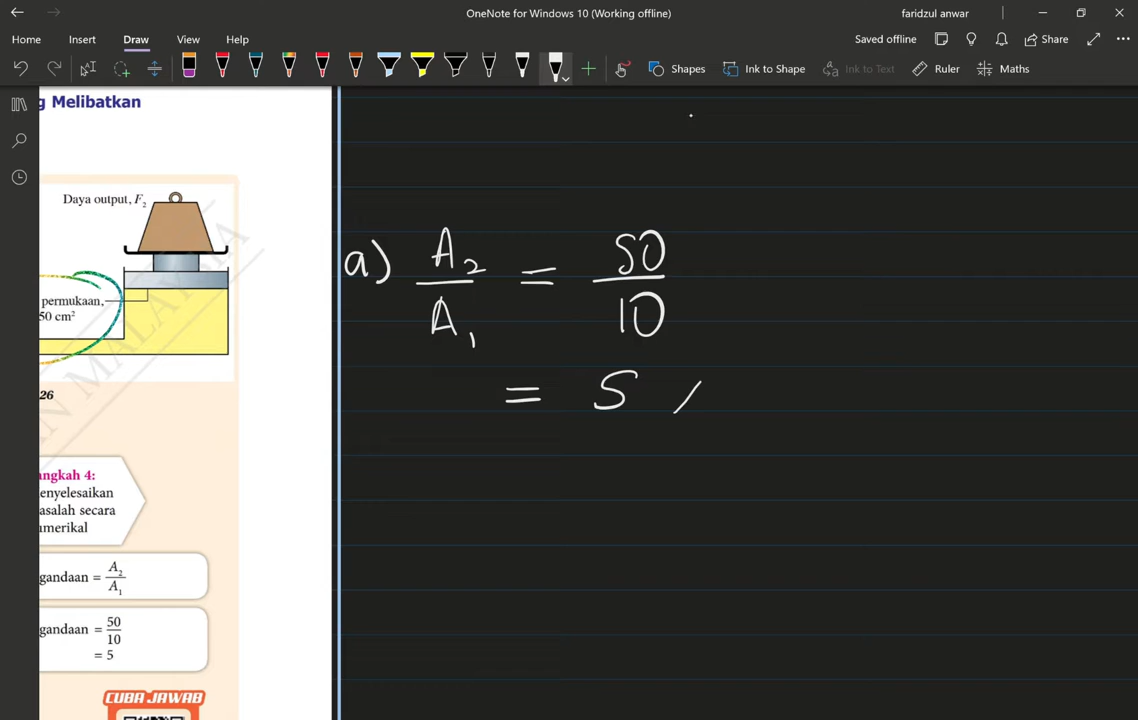 OneNote for Windows 10 (Working offline)
faridzul anwar
Home
Insert
Draw
View
Help
Saved offline
Share
Shapes
Ink to Shape
Ink to Text
Ruler
Maths
g Melibatkan
Daya output, F₂
permukaan,
50 cm²
26
angkah 4:
enyelesaikan
asalah secara
umerikal
gandaan = A₂/A₁
gandaan = 50/10
= 5
CUBA JAWAB
N MALAYSIA
a) A₂/A₁ = 50/10
= 5